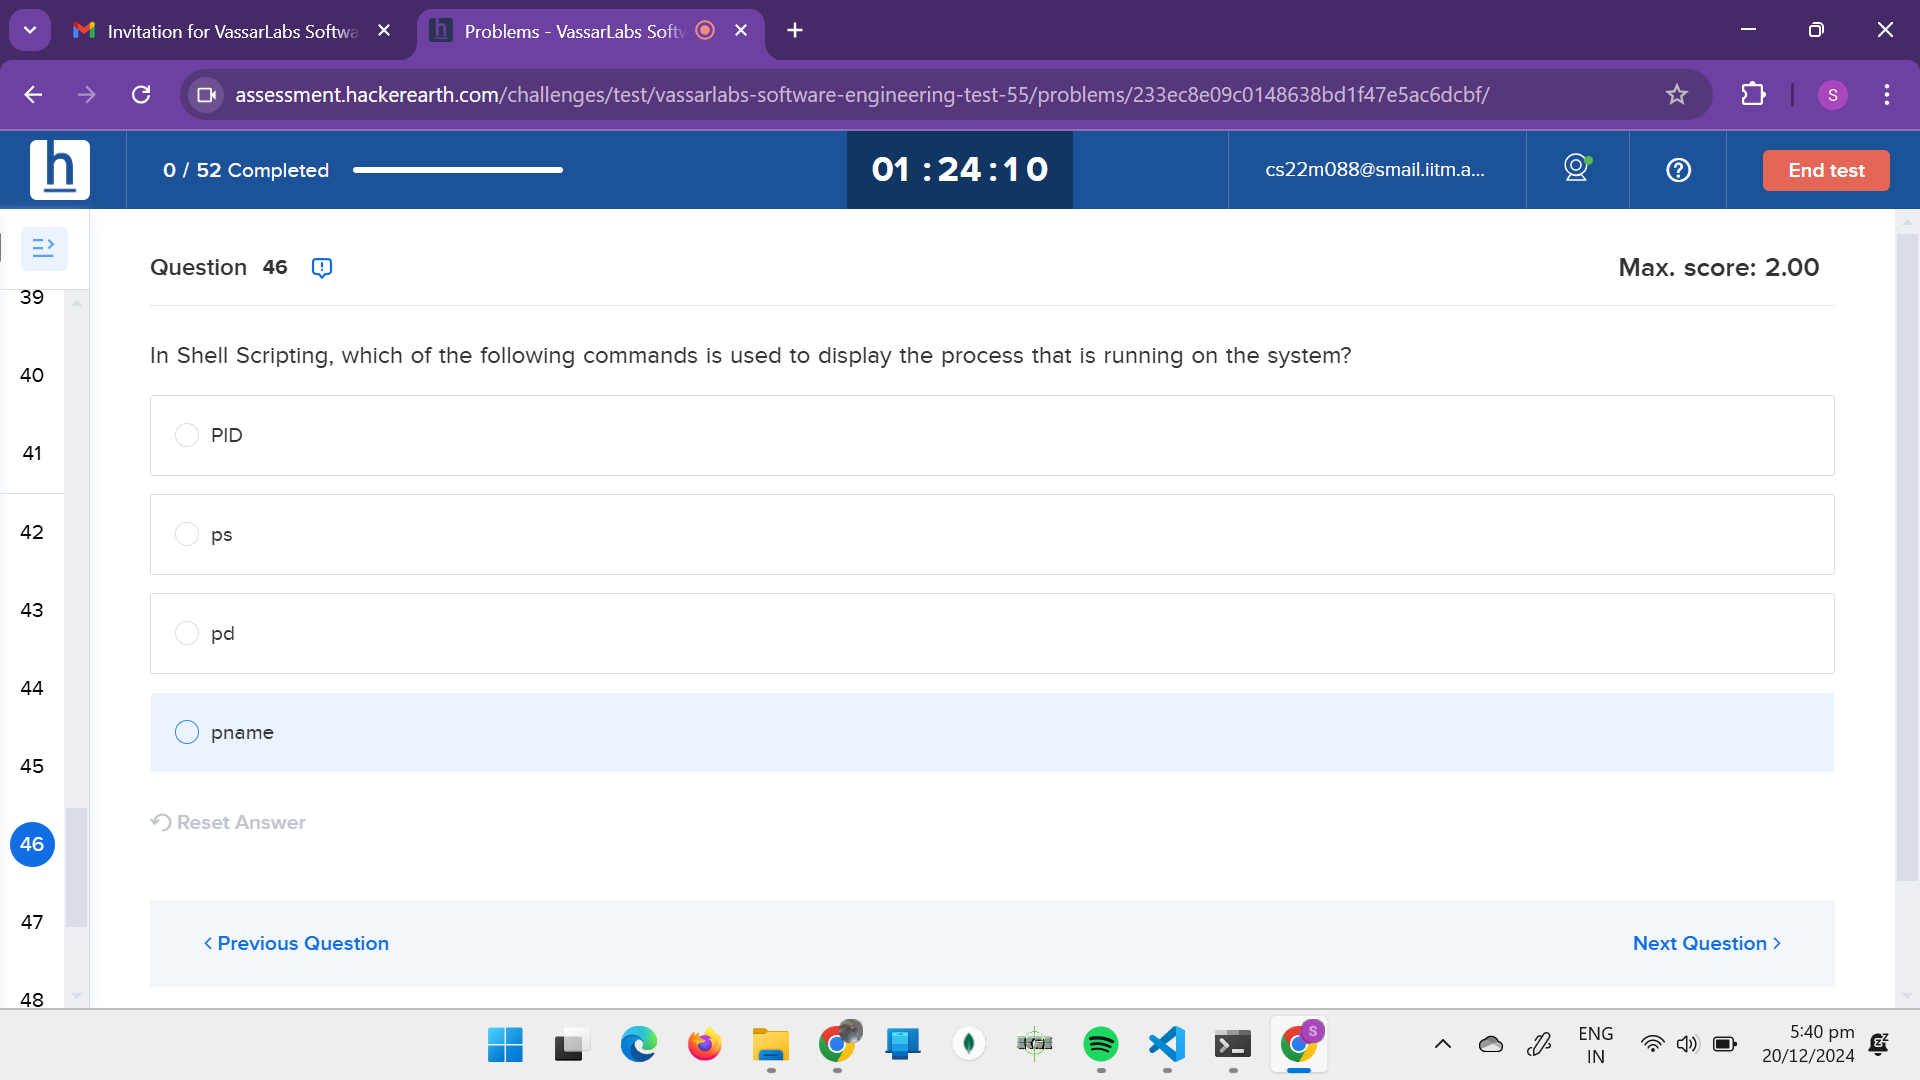 Invitation for VassarLabs Softwa
Problems - VassarLabs Softv
assessment.hackerearth.com/challenges/test/vassarlabs-software-engineering-test-55/problems/233ec8e09c0148638bd1f47e5ac6dcbf/
S
h
0 / 52 Completed
01 : 24 : 10
cs22m088@smail.iitm.a...
End test
Question 46
Max. score: 2.00
39
40
41
42
43
44
45
46
47
48
In Shell Scripting, which of the following commands is used to display the process that is running on the system?
PID
ps
pd
pname
Reset Answer
< Previous Question
Next Question >
S
ENG
IN
5:40 pm
20/12/2024